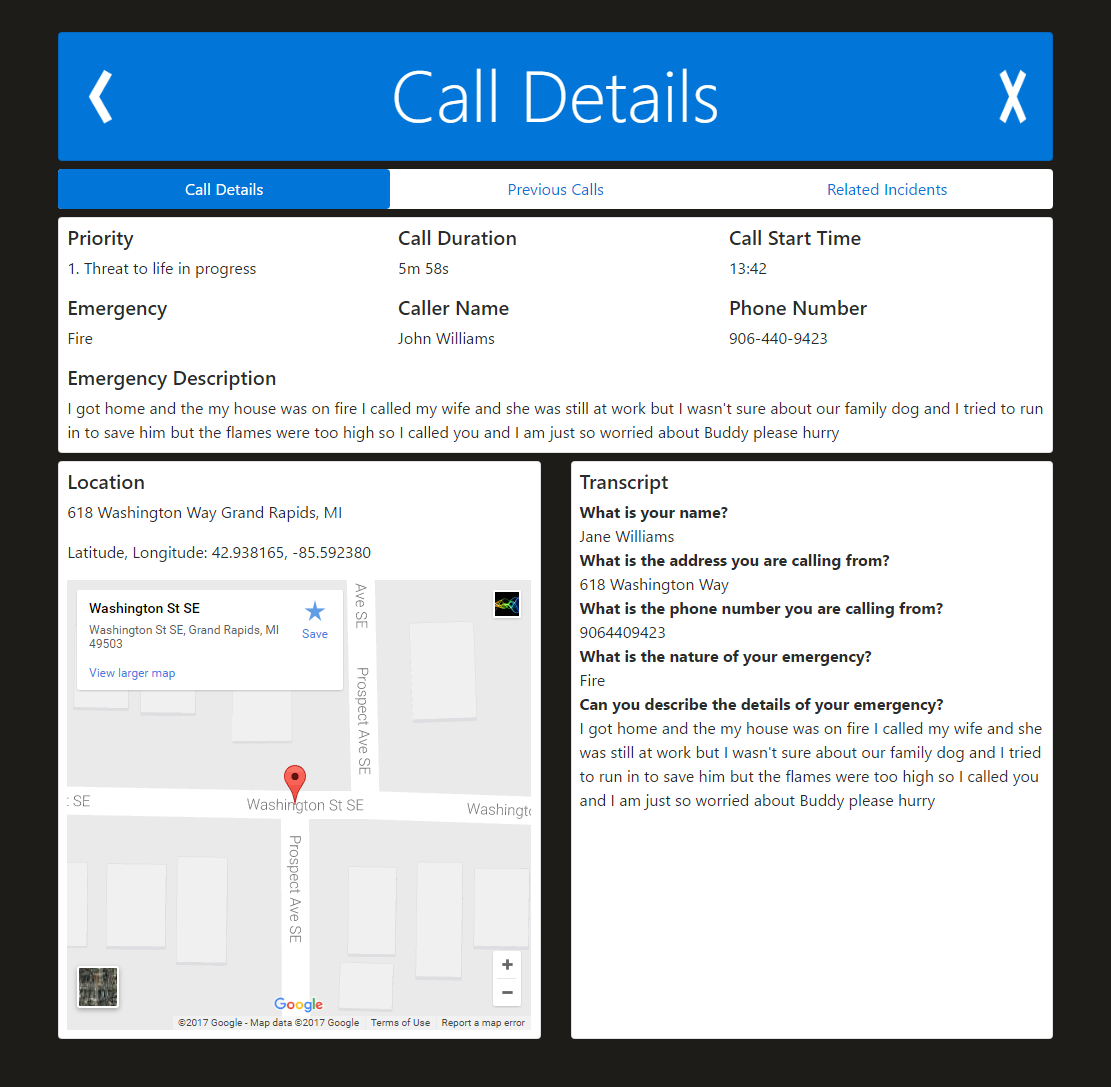 Call Details
Call Details
Previous Calls
Related Incidents
Priority
Call Duration
Call Start Time
1. Threat to life in progress
5m 58s
13:42
Emergency
Caller Name
Phone Number
Fire
John Williams
906-440-9423
Emergency Description
I got home and the my house was on fire I called my wife and she was still at work but I wasn't sure about our family dog and I tried to run
in to save him but the flames were too high so I called you and I am just so worried about Buddy please hurry
Location
618 Washington Way Grand Rapids, MI
Latitude, Longitude: 42.938165, -85.592380
Washington St SE
Washington St SE, Grand Rapids, MI
49503
Save
View larger map
Ave SE
Prospect Ave SE
: SE
Washington St SE
Washingto
Prospect Ave SE
+
−
Google
©2017 Google - Map data ©2017 Google
Terms of Use
Report a map error
Transcript
What is your name?
Jane Williams
What is the address you are calling from?
618 Washington Way
What is the phone number you are calling from?
9064409423
What is the nature of your emergency?
Fire
Can you describe the details of your emergency?
I got home and the my house was on fire I called my wife and she
was still at work but I wasn't sure about our family dog and I tried
to run in to save him but the flames were too high so I called you
and I am just so worried about Buddy please hurry